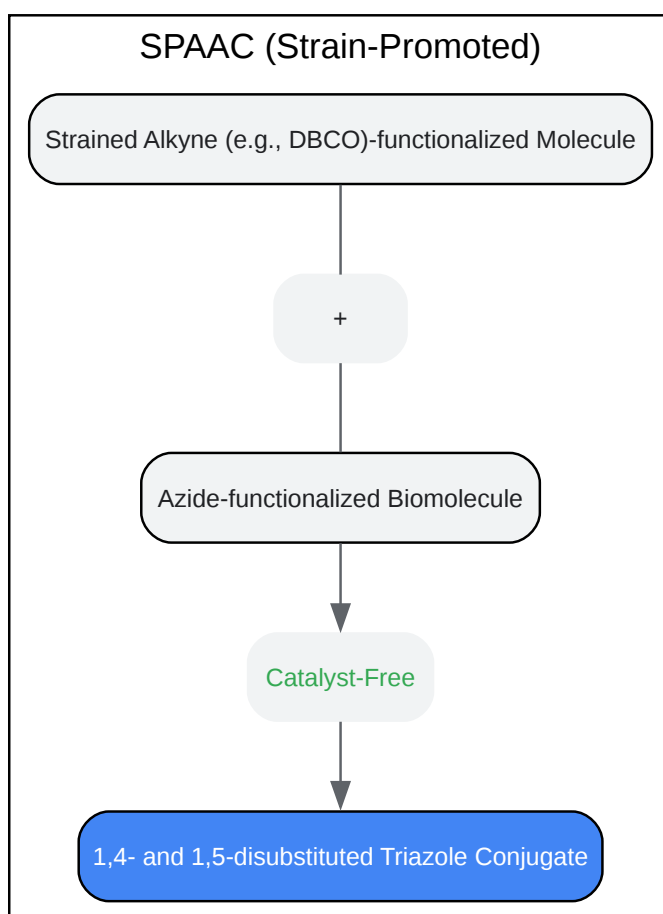 SPAAC (Strain-Promoted)
Strained Alkyne (e.g., DBCO)-functionalized Molecule
+
Azide-functionalized Biomolecule
Catalyst-Free
1,4- and 1,5-disubstituted Triazole Conjugate